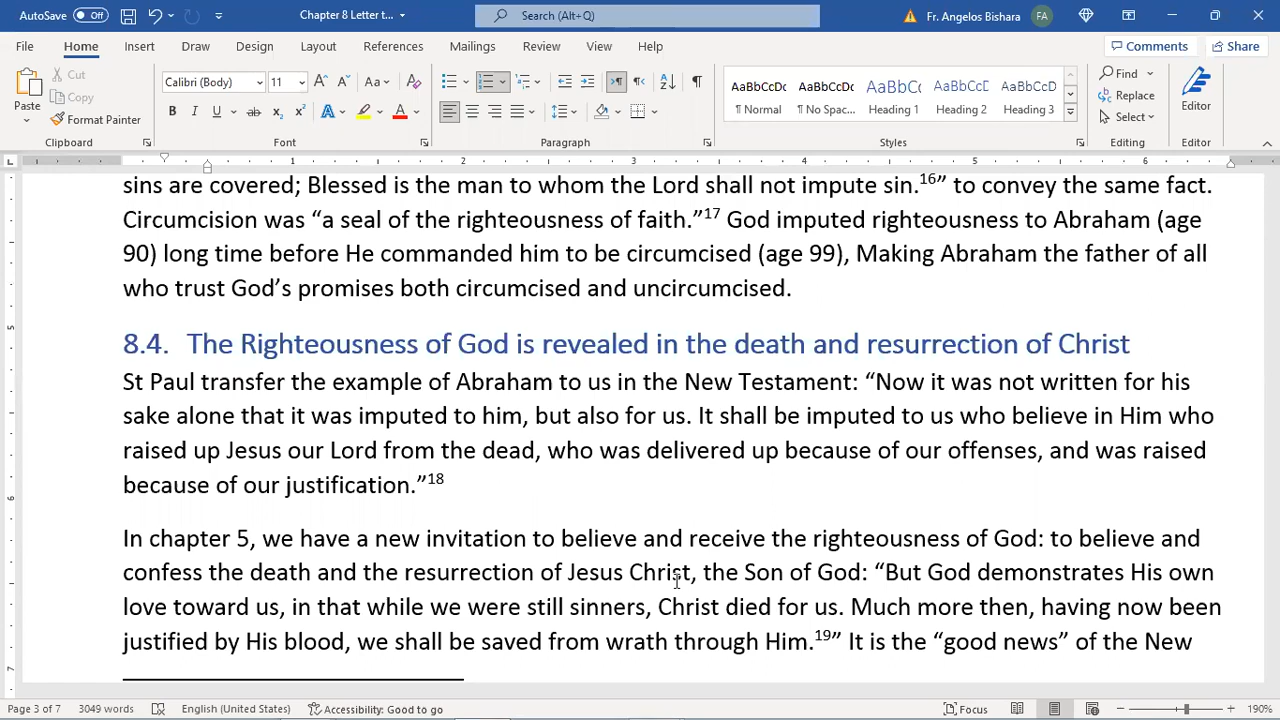 AutoSave Off Chapter 8 Letter t... Search (Alt+Q) Fr. Angelos Bishara FA
File Home Insert Draw Design Layout References Mailings Review View Help Comments Share
Paste Cut Copy Format Painter Clipboard
Calibri (Body) 11 Aa B I U ab x₂ x² A A Font
Paragraph
AaBbCcDc AaBbCcDc AaBbCc AaBbCcC AaBbCcD
¶ Normal ¶ No Spac... Heading 1 Heading 2 Heading 3
Styles
Find Replace Select Editing
Editor Editor
1 2 3 4 5 6
sins are covered; Blessed is the man to whom the Lord shall not impute sin.16” to convey the same fact.
Circumcision was “a seal of the righteousness of faith.”17 God imputed righteousness to Abraham (age
90) long time before He commanded him to be circumcised (age 99), Making Abraham the father of all
who trust God’s promises both circumcised and uncircumcised.
8.4. The Righteousness of God is revealed in the death and resurrection of Christ
St Paul transfer the example of Abraham to us in the New Testament: “Now it was not written for his
sake alone that it was imputed to him, but also for us. It shall be imputed to us who believe in Him who
raised up Jesus our Lord from the dead, who was delivered up because of our offenses, and was raised
because of our justification.”18
In chapter 5, we have a new invitation to believe and receive the righteousness of God: to believe and
confess the death and the resurrection of Jesus Christ, the Son of God: “But God demonstrates His own
love toward us, in that while we were still sinners, Christ died for us. Much more then, having now been
justified by His blood, we shall be saved from wrath through Him.19” It is the “good news” of the New
Page 3 of 7 3049 words English (United States) Accessibility: Good to go Focus 190%